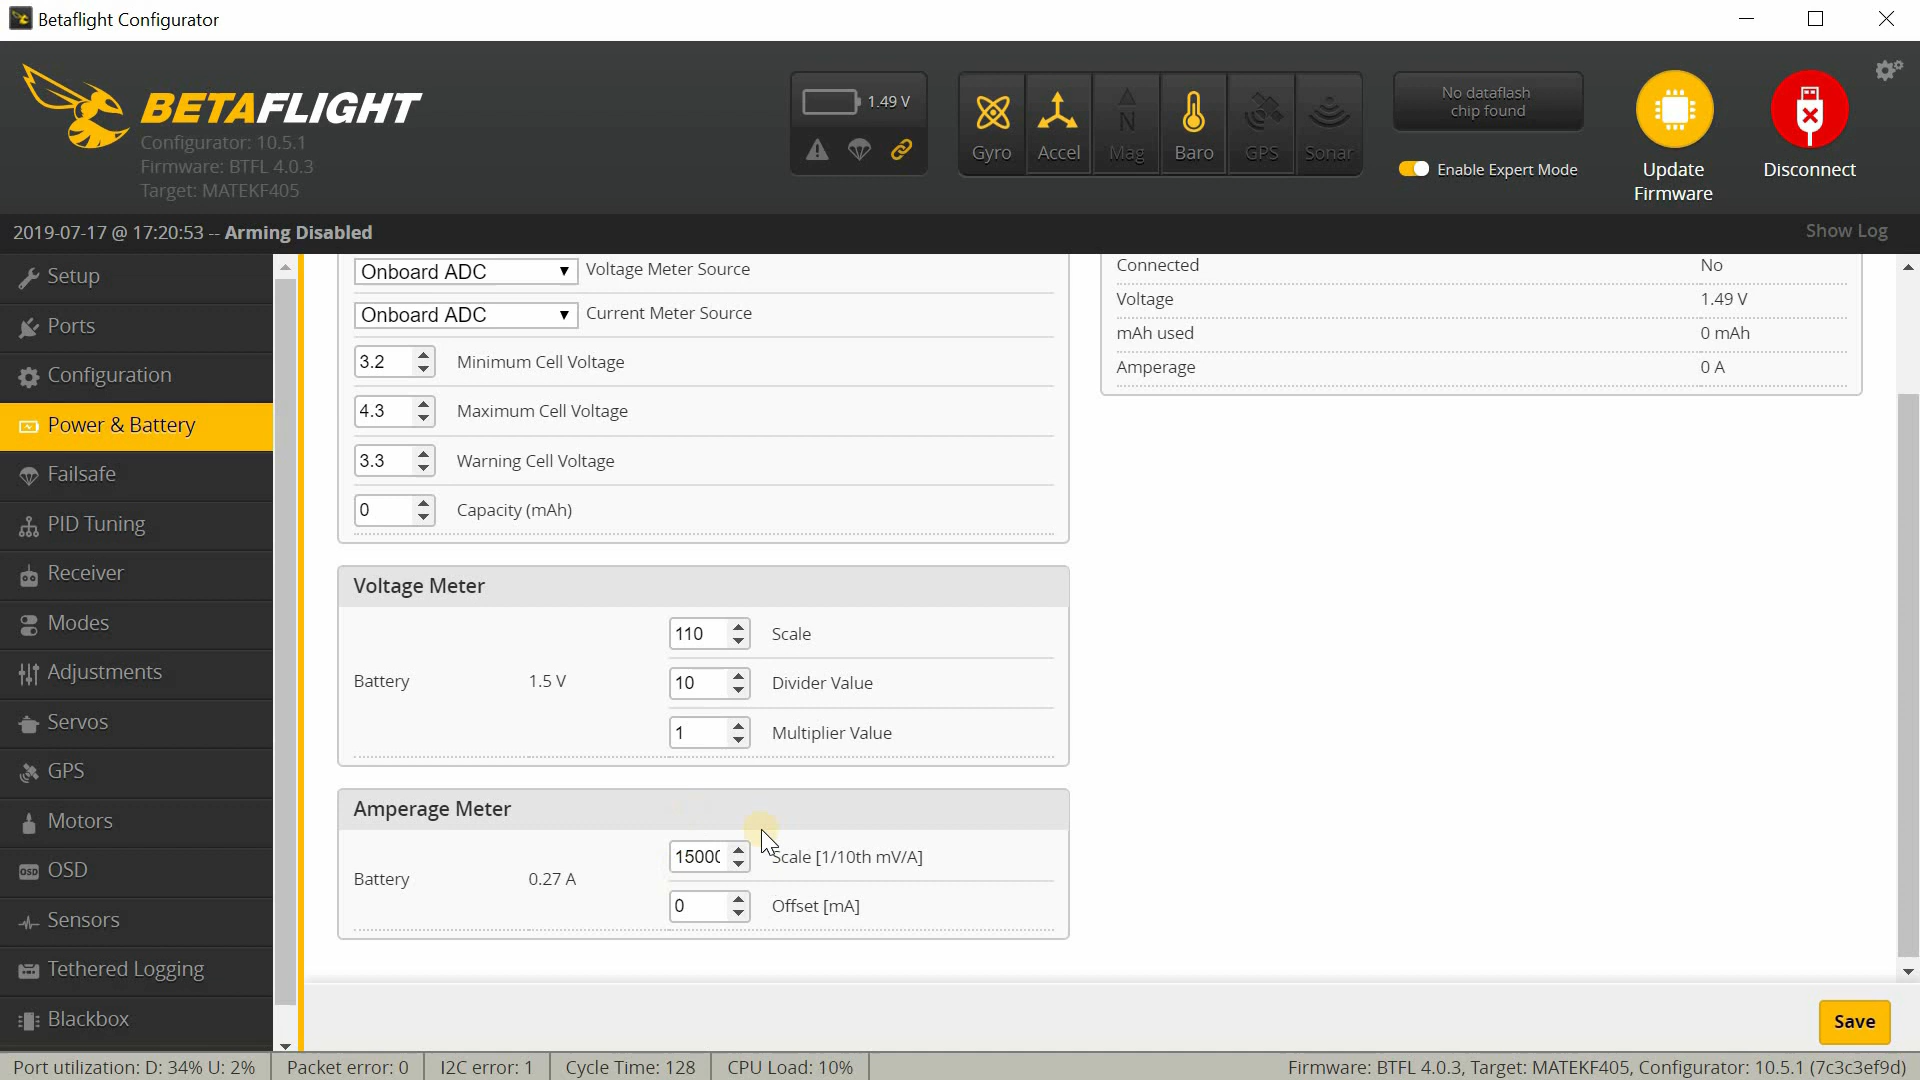 Betaflight Configurator
BETAFLIGHT
Configurator: 10.5.1
Firmware: BTFL 4.0.3
Target: MATEKF405
1.49 V
Gyro
Accel
N
Mag
Baro
GPS
Sonar
No dataflash
chip found
Enable Expert Mode
Update
Firmware
Disconnect
2019-07-17 @ 17:20:53 -- Arming Disabled
Show Log
Setup
Ports
Configuration
Power & Battery
Failsafe
PID Tuning
Receiver
Modes
Adjustments
Servos
GPS
Motors
OSD OSD
Sensors
Tethered Logging
Blackbox
Onboard ADC Voltage Meter Source
Onboard ADC Current Meter Source
3.2 Minimum Cell Voltage
4.3 Maximum Cell Voltage
3.3 Warning Cell Voltage
0 Capacity (mAh)
Connected No
Voltage 1.49 V
mAh used 0 mAh
Amperage 0 A
Voltage Meter
Battery 1.5 V
110 Scale
10 Divider Value
1 Multiplier Value
Amperage Meter
Battery 0.27 A
15000 Scale [1/10th mV/A]
0 Offset [mA]
Save
Port utilization: D: 34% U: 2% Packet error: 0 I2C error: 1 Cycle Time: 128 CPU Load: 10% Firmware: BTFL 4.0.3, Target: MATEKF405, Configurator: 10.5.1 (7c3c3ef9d)